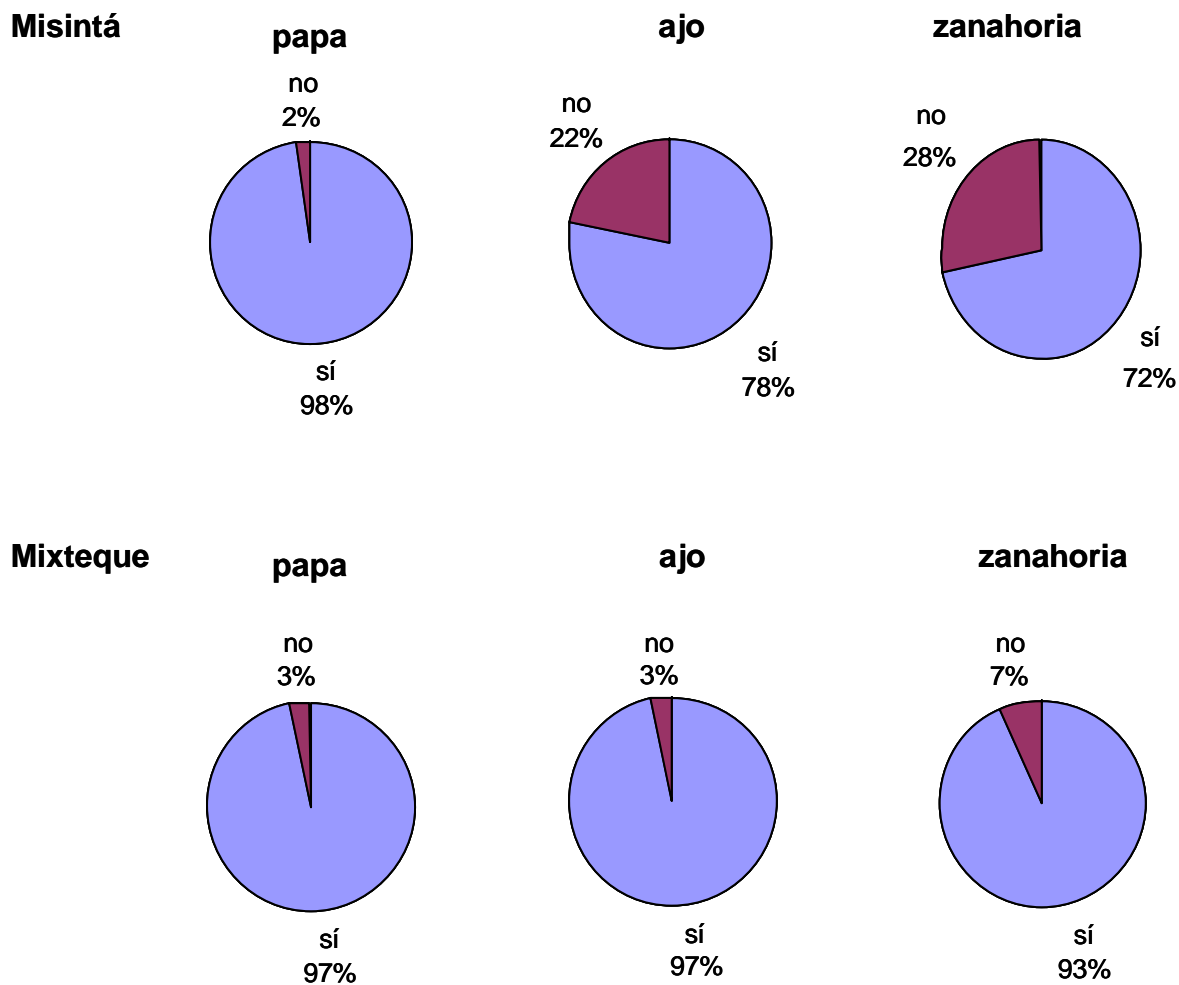 Misintá
papa
ajo
zanahoria
no
2%
no
22%
no
28%
sí
98%
sí
78%
sí
72%
Mixteque
papa
ajo
zanahoria
no
3%
no
3%
no
7%
sí
97%
sí
97%
sí
93%